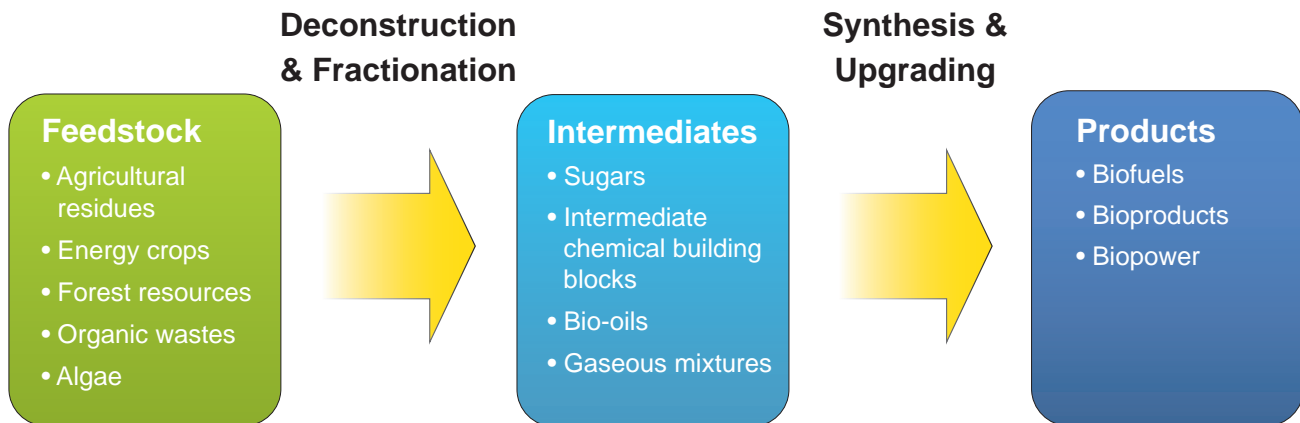 Deconstruction
& Fractionation
Synthesis &
Upgrading
Feedstock
• Agricultural
residues
• Energy crops
• Forest resources
• Organic wastes
• Algae
Intermediates
• Sugars
• Intermediate
chemical building
blocks
• Bio-oils
• Gaseous mixtures
Products
• Biofuels
• Bioproducts
• Biopower